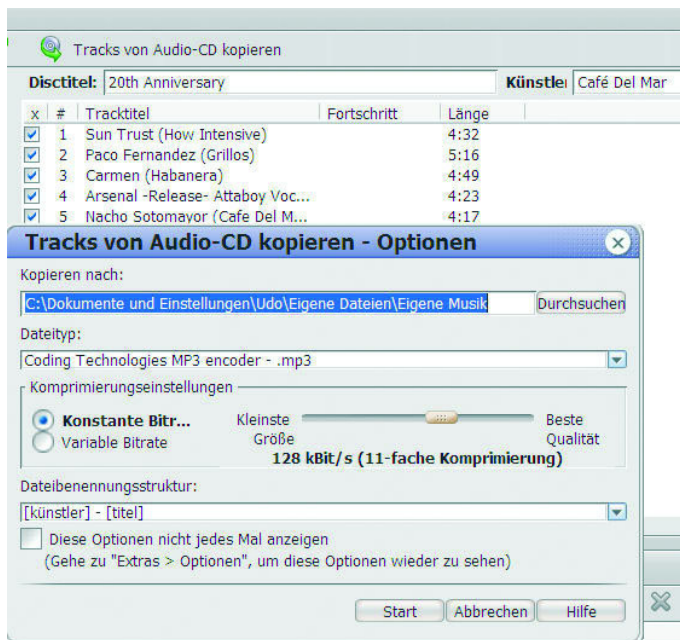 Tracks von Audio-CD kopieren
Disctitel: 20th Anniversary Künstler Café Del Mar
x # Tracktitel Fortschritt Länge
1 Sun Trust (How Intensive) 4:32
2 Paco Fernandez (Grillos) 5:16
3 Carmen (Habanera) 4:49
4 Arsenal -Release- Attaboy Voc... 4:23
5 Nacho Sotomayor (Cafe Del M... 4:17
Tracks von Audio-CD kopieren - Optionen
Kopieren nach:
C:\Dokumente und Einstellungen\Udo\Eigene Dateien\Eigene Musik Durchsuchen
Dateityp:
Coding Technologies MP3 encoder - .mp3
Komprimierungseinstellungen
Konstante Bitr... Kleinste Beste
Variable Bitrate Größe Qualität
128 kBit/s (11-fache Komprimierung)
Dateibenennungsstruktur:
[künstler] - [titel]
Diese Optionen nicht jedes Mal anzeigen
(Gehe zu "Extras > Optionen", um diese Optionen wieder zu sehen)
Start Abbrechen Hilfe